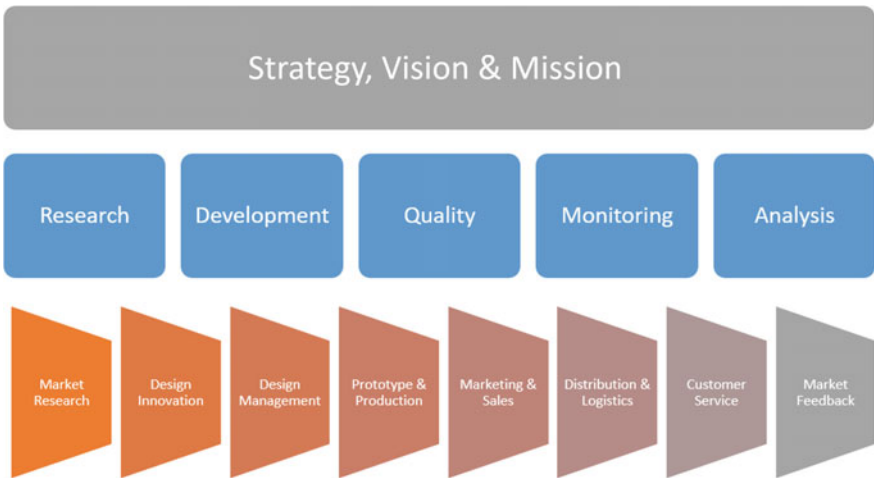 Strategy, Vision & Mission
Research
Development
Quality
Monitoring
Analysis
Market
Research
Design
Innovation
Design
Management
Prototype &
Production
Marketing &
Sales
Distribution &
Logistics
Customer
Service
Market
Feedback